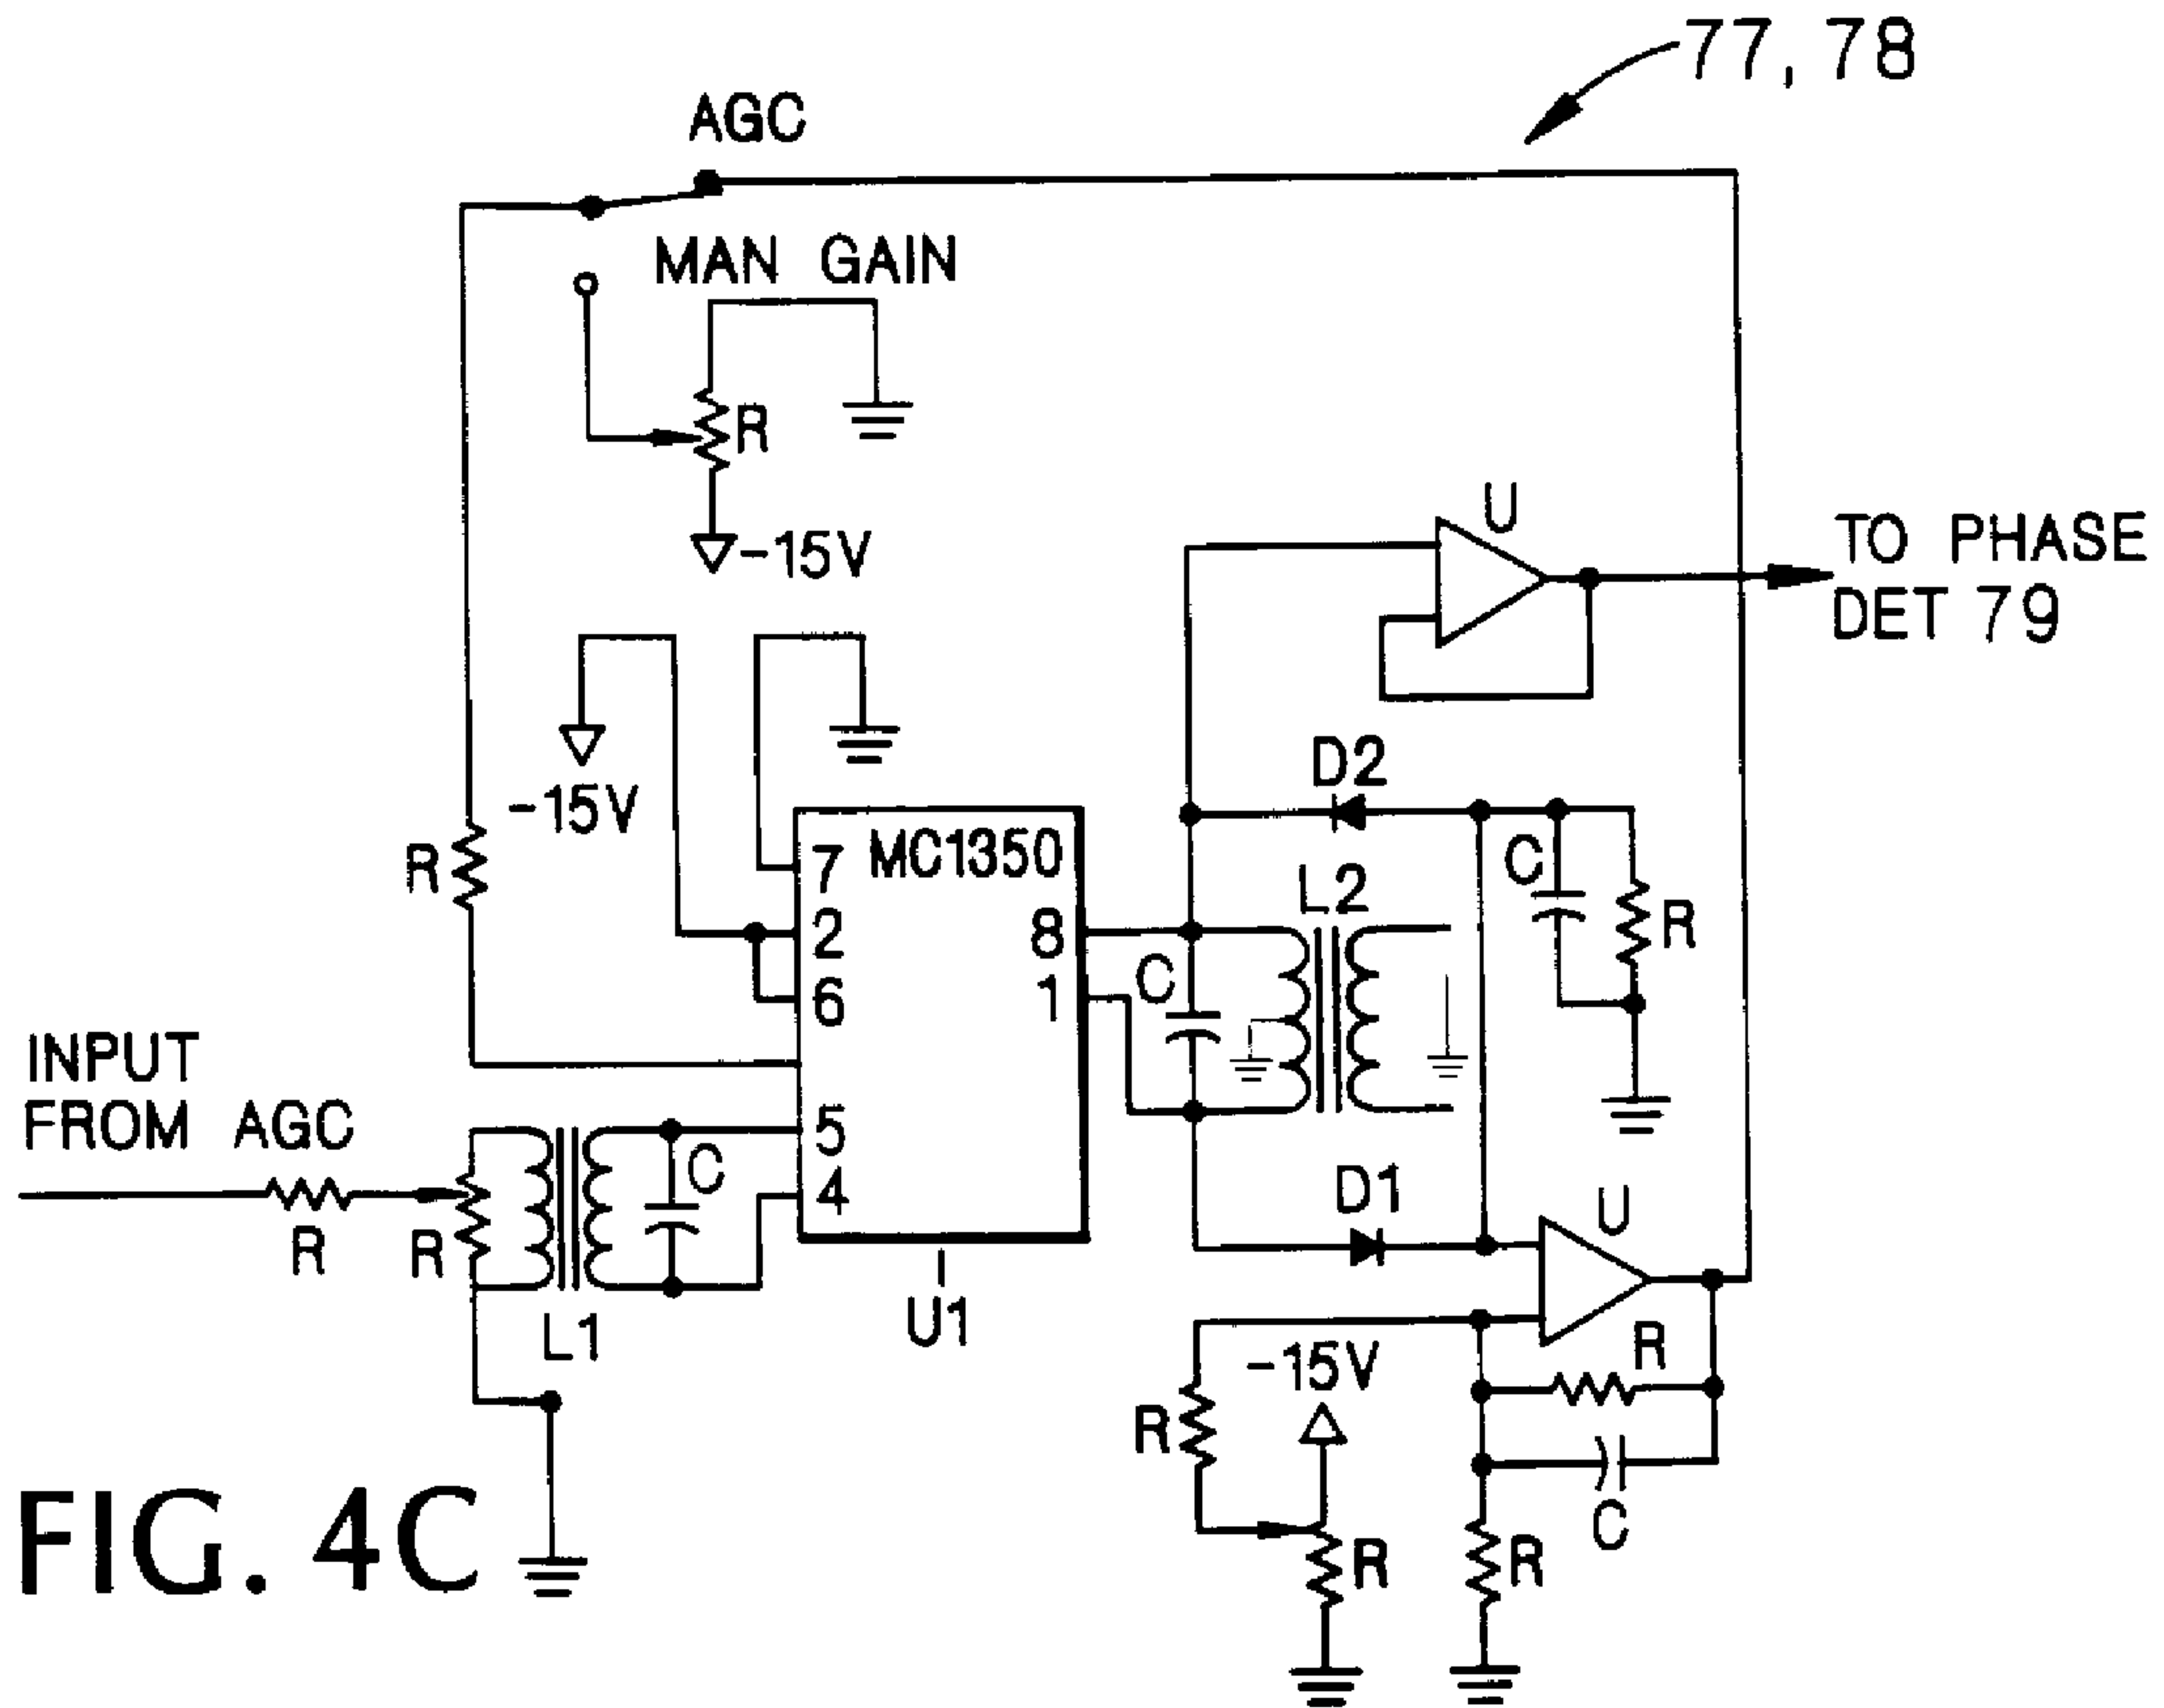 77, 78
AGC
MAN GAIN
R
-15V
U
TO PHASE
DET 79
-15V
D2
R
7
MC1350
C
L2
2
8
R
C
6
1
INPUT
FROM AGC
5
C
4
D1
U
R
R
L1
U1
-15V
R
R
C
R
R
FIG. 4C